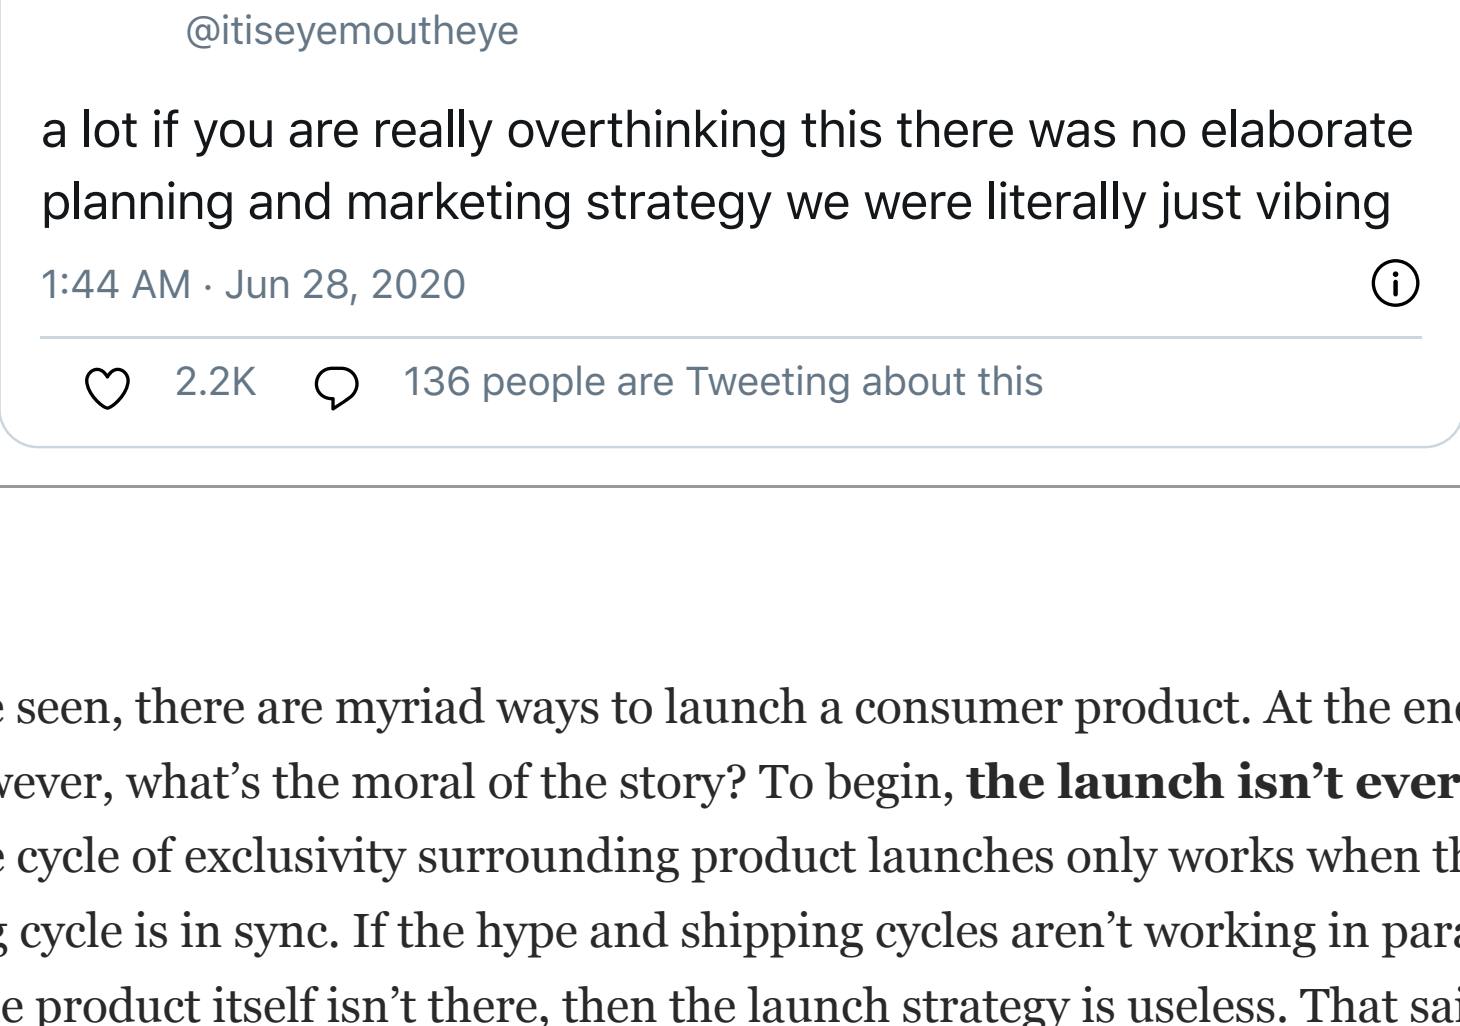 @itiseyemoutheye
a lot if you are really overthinking this there was no elaborate
planning and marketing strategy we were literally just vibing
1:44 AM · Jun 28, 2020
2.2K 136 people are Tweeting about this
seen, there are myriad ways to launch a consumer product. At the
what’s the moral of the story? To begin, the launch isn’t
cycle of exclusivity surrounding product launches only works when
cycle is in sync. If the hype and shipping cycles aren’t working in
product itself isn’t there, then the launch strategy is useless. That